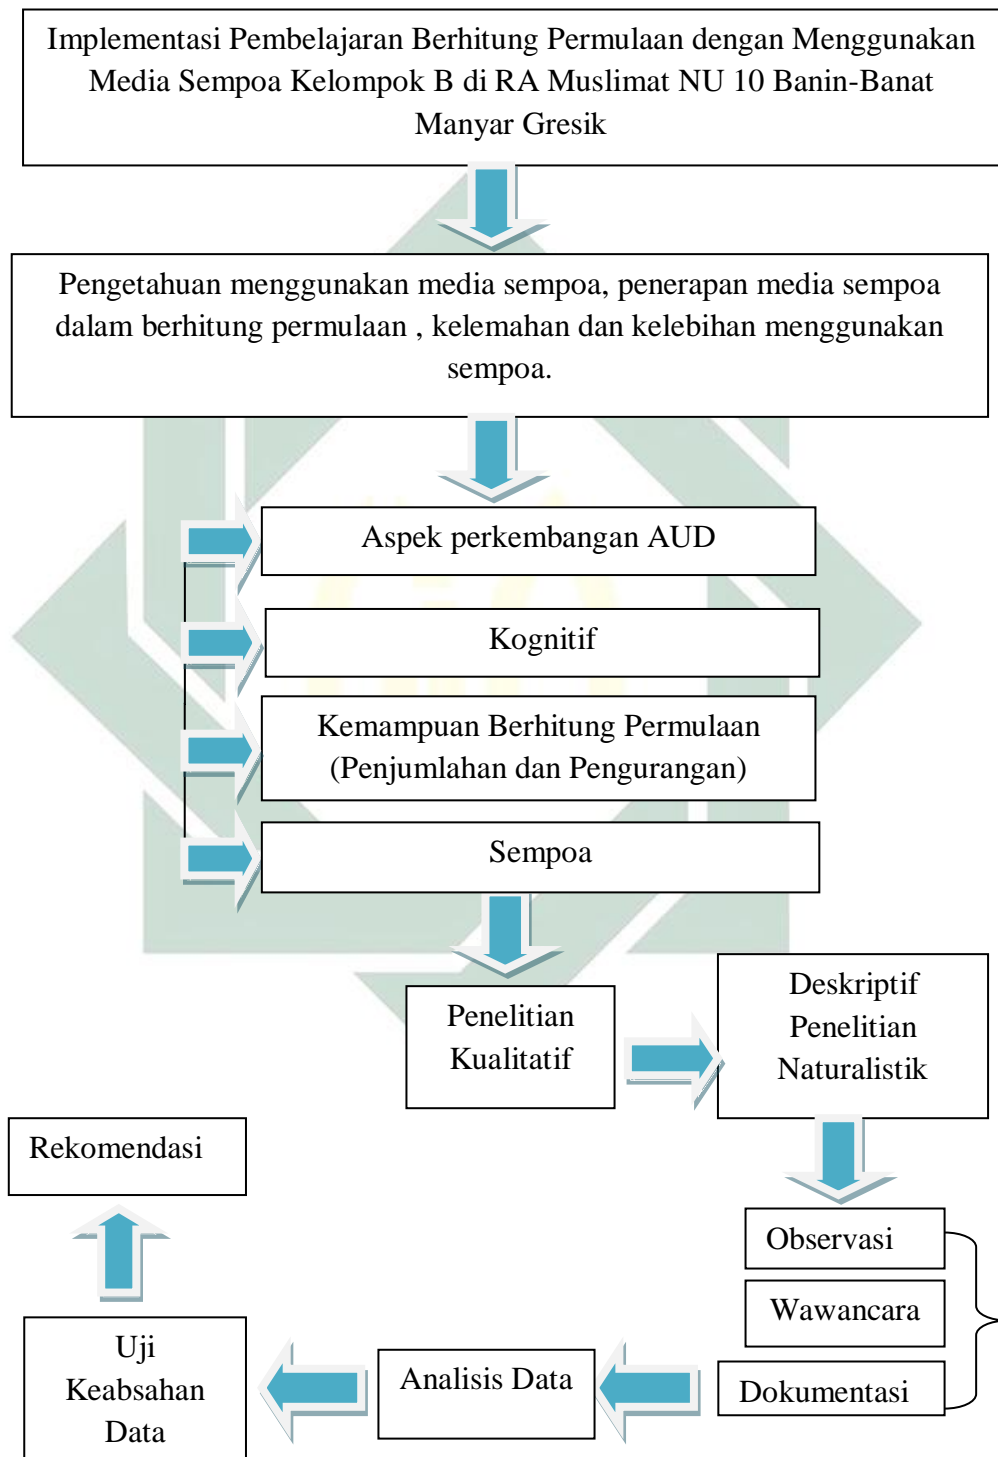 Implementasi Pembelajaran Berhitung Permulaan dengan Menggunakan
Media Sempoa Kelompok B di RA Muslimat NU 10 Banin-Banat
Manyar Gresik
Pengetahuan menggunakan media sempoa, penerapan media sempoa
dalam berhitung permulaan , kelemahan dan kelebihan menggunakan
sempoa.
Aspek perkembangan AUD
Kognitif
Kemampuan Berhitung Permulaan
(Penjumlahan dan Pengurangan)
Sempoa
Penelitian
Kualitatif
Deskriptif
Penelitian
Naturalistik
Observasi
Wawancara
Dokumentasi
Analisis Data
Uji
Keabsahan
Data
Rekomendasi